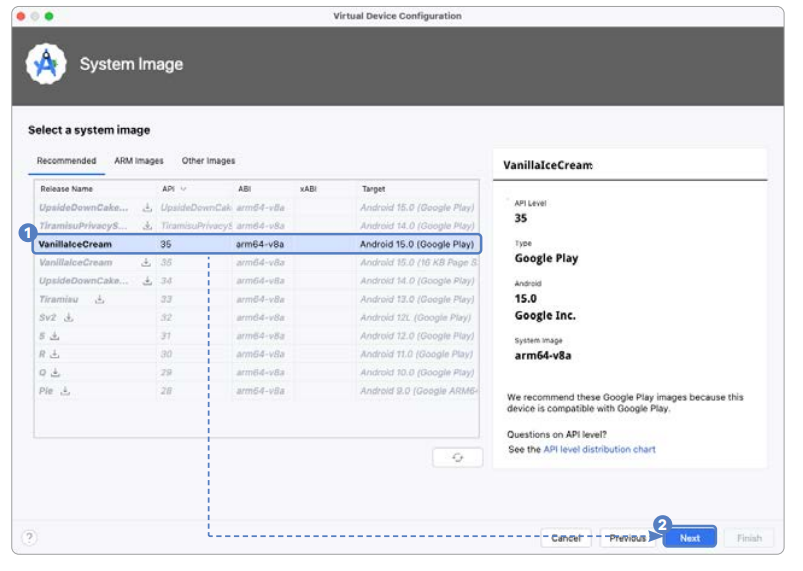 Virtual Device Configuration
System Image
Select a system image
Recommended ARM Images Other Images
Release Name API ABI xABI Target
UpsideDownCake... UpsideDownCak arm64-v8a Android 15.0 (Google Play)
TiramisuPrivacyS... TiramisuPrivacyS arm64-v8a Android 14.0 (Google Play)
1
VanillaIceCream 35 arm64-v8a Android 15.0 (Google Play)
VanillaIceCream 35 arm64-v8a Android 15.0 (16 KB Page S
UpsideDownCake... 34 arm64-v8a Android 14.0 (Google Play)
Tiramisu 33 arm64-v8a Android 13.0 (Google Play)
Sv2 32 arm64-v8a Android 12L (Google Play)
S 31 arm64-v8a Android 12.0 (Google Play)
R 30 arm64-v8a Android 11.0 (Google Play)
Q 29 arm64-v8a Android 10.0 (Google Play)
Pie 28 arm64-v8a Android 9.0 (Google ARM64
VanillaIceCream
API Level
35
Type
Google Play
Android
15.0
Google Inc.
System Image
arm64-v8a
We recommend these Google Play images because this
device is compatible with Google Play.
Questions on API level?
See the API level distribution chart
2
? Cancel Previous Next Finish